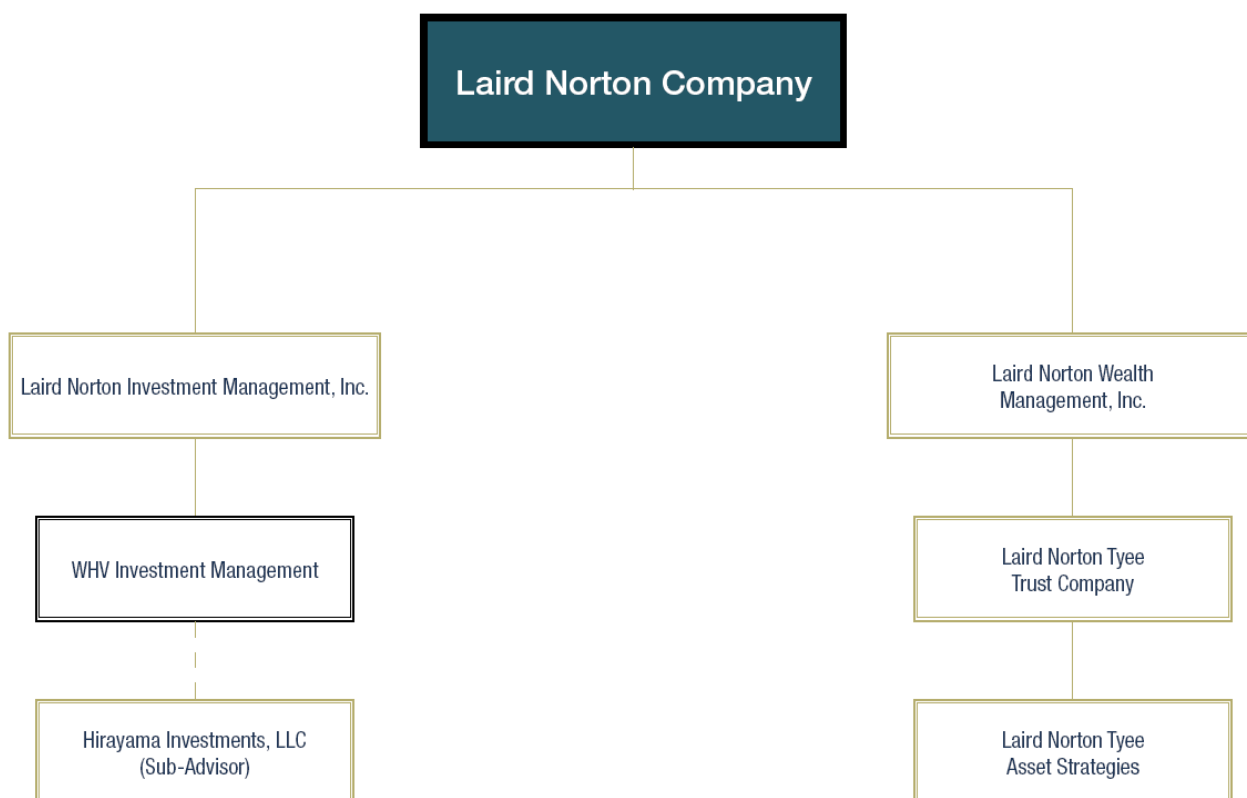 Laird Norton Company
Laird Norton Investment Management, Inc.
Laird Norton Wealth
Management, Inc.
WHV Investment Management
Laird Norton Tyee
Trust Company
Hirayama Investments, LLC
(Sub-Advisor)
Laird Norton Tyee
Asset Strategies